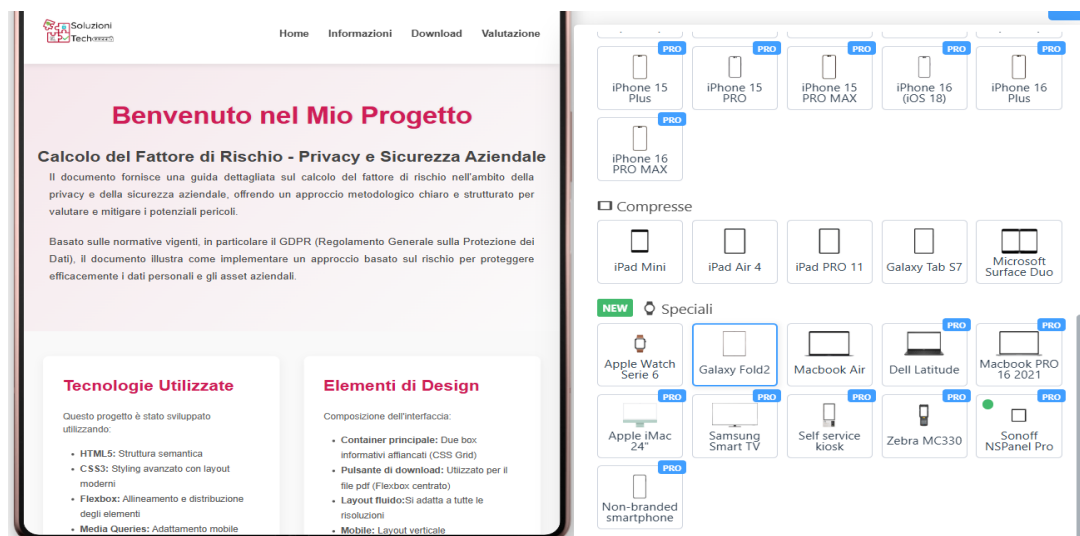 Soluzioni
Tech
Home Informazioni Download Valutazione
Benvenuto nel Mio Progetto
Calcolo del Fattore di Rischio - Privacy e Sicurezza Aziendale
Il documento fornisce una guida dettagliata sul calcolo del fattore di rischio nell'ambito della
privacy e della sicurezza aziendale, offrendo un approccio metodologico chiaro e strutturato per
valutare e mitigare i potenziali pericoli.
Basato sulle normative vigenti, in particolare il GDPR (Regolamento Generale sulla Protezione dei
Dati), il documento illustra come implementare un approccio basato sul rischio per proteggere
efficacemente i dati personali e gli asset aziendali.
Tecnologie Utilizzate
Questo progetto è stato sviluppato
utilizzando:
• HTML5: Struttura semantica
• CSS3: Styling avanzato con layout
moderni
• Flexbox: Allineamento e distribuzione
degli elementi
• Media Queries: Adattamento mobile
Elementi di Design
Composizione dell'interfaccia:
• Container principale: Due box
informativi affiancati (CSS Grid)
• Pulsante di download: Utiizzato per il
file pdf (Flexbox centrato)
• Layout fluido:Si adatta a tutte le
risoluzioni
• Mobile: Layout verticale
PRO PRO PRO PRO PRO
iPhone 15
Plus
iPhone 15
PRO
iPhone 15
PRO MAX
iPhone 16
(iOS 18)
iPhone 16
Plus
PRO
iPhone 16
PRO MAX
Compresse
iPad Mini
iPad Air 4
iPad PRO 11
Galaxy Tab S7
Microsoft
Surface Duo
NEW Speciali
PRO PRO
Apple Watch
Serie 6
Galaxy Fold2
Macbook Air
Dell Latitude
Macbook PRO
16 2021
PRO PRO PRO PRO PRO
Apple iMac
24"
Samsung
Smart TV
Self service
kiosk
Zebra MC330
Sonoff
NSPanel Pro
PRO
Non-branded
smartphone